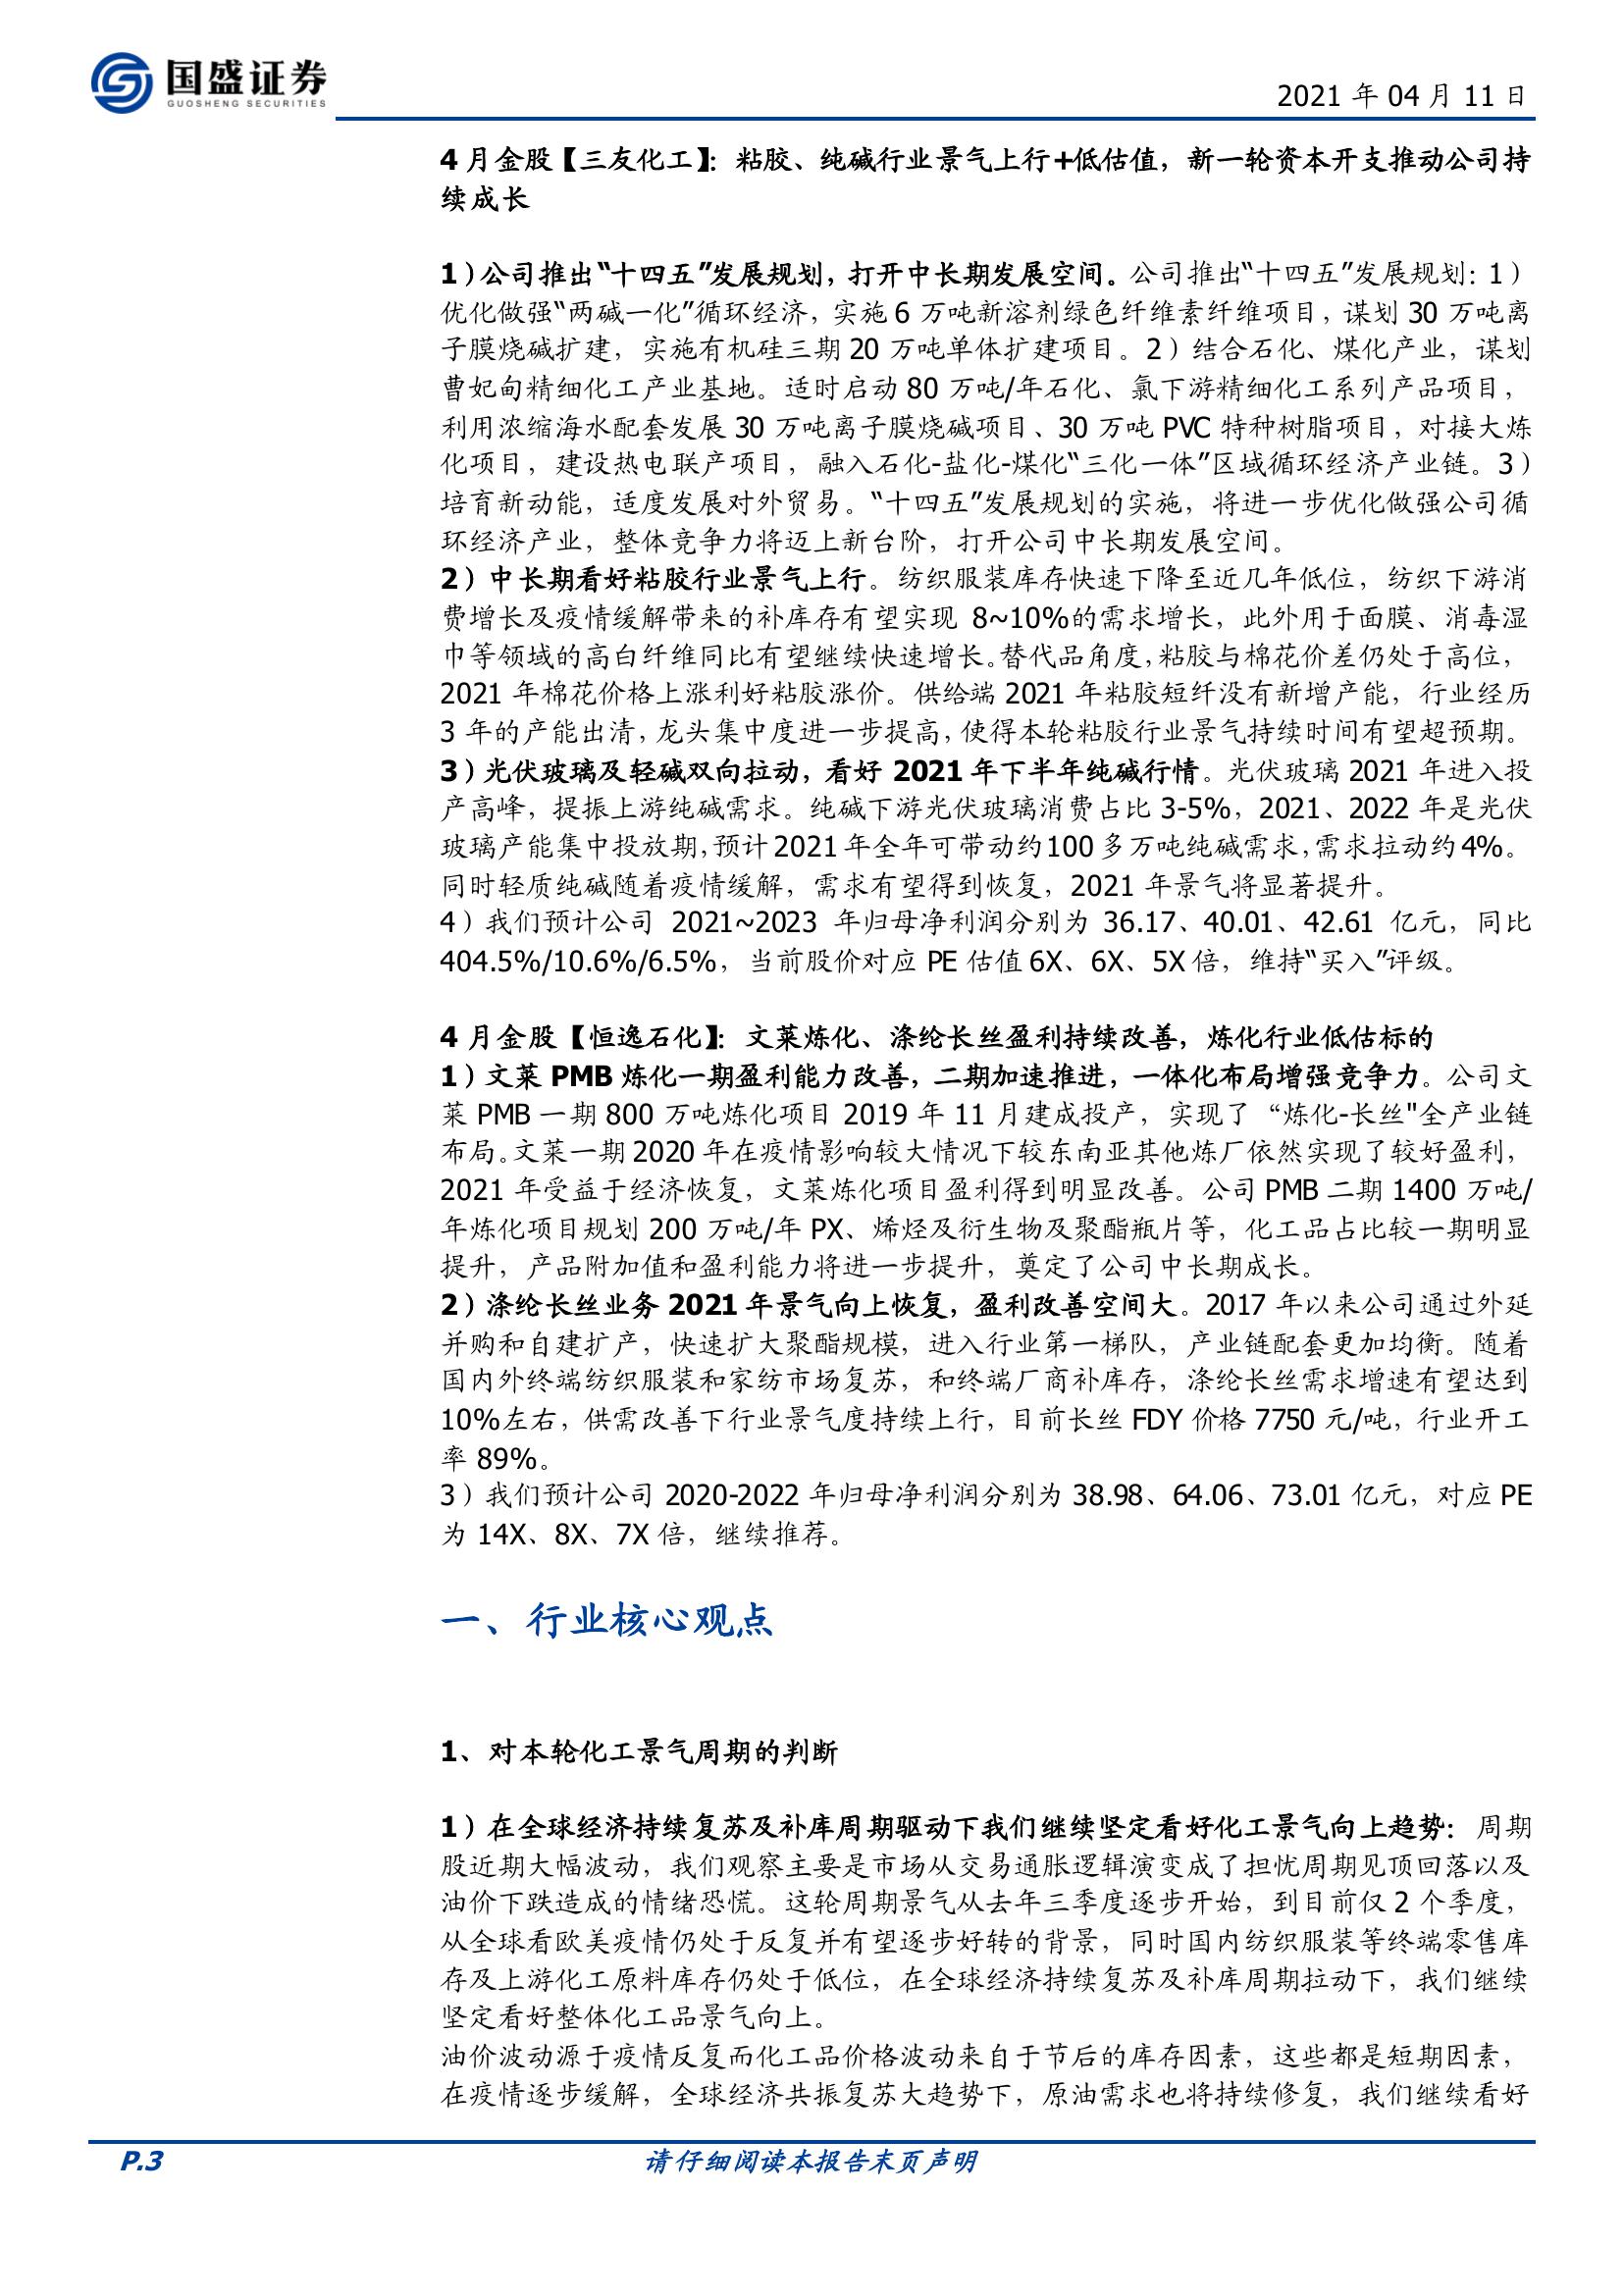 国盛证券
GUOSHENG SECURITIES
2021 年 04 月 11 日
4 月金股【三友化工】：粘胶、纯碱行业景气上行+低估值，新一轮资本开支推动公司持
续成长
1）公司推出“十四五”发展规划，打开中长期发展空间。公司推出“十四五”发展规划：1）
优化做强“两碱一化”循环经济，实施 6 万吨新溶剂绿色纤维素纤维项目，谋划 30 万吨离
子膜烧碱扩建，实施有机硅三期 20 万吨单体扩建项目。2）结合石化、煤化产业，谋划
曹妃甸精细化工产业基地。适时启动 80 万吨/年石化、氯下游精细化工系列产品项目，
利用浓缩海水配套发展 30 万吨离子膜烧碱项目、30 万吨 PVC 特种树脂项目，对接大炼
化项目，建设热电联产项目，融入石化-盐化-煤化“三化一体”区域循环经济产业链。3）
培育新动能，适度发展对外贸易。“十四五”发展规划的实施，将进一步优化做强公司循
环经济产业，整体竞争力将迈上新台阶，打开公司中长期发展空间。
2）中长期看好粘胶行业景气上行。纺织服装库存快速下降至近几年低位，纺织下游消
费增长及疫情缓解带来的补库存有望实现 8~10%的需求增长，此外用于面膜、消毒湿
巾等领域的高白纤维同比有望继续快速增长。替代品角度，粘胶与棉花价差仍处于高位，
2021 年棉花价格上涨利好粘胶涨价。供给端 2021 年粘胶短纤没有新增产能，行业经历
3 年的产能出清，龙头集中度进一步提高，使得本轮粘胶行业景气持续时间有望超预期。
3）光伏玻璃及轻碱双向拉动，看好 2021 年下半年纯碱行情。光伏玻璃 2021 年进入投
产高峰，提振上游纯碱需求。纯碱下游光伏玻璃消费占比 3-5%，2021、2022 年是光伏
玻璃产能集中投放期，预计 2021 年全年可带动约 100 多万吨纯碱需求，需求拉动约 4%。
同时轻质纯碱随着疫情缓解，需求有望得到恢复，2021 年景气将显著提升。
4）我们预计公司 2021~2023 年归母净利润分别为 36.17、40.01、42.61 亿元，同比
404.5%/10.6%/6.5%，当前股价对应 PE 估值 6X、6X、5X 倍，维持“买入”评级。
4 月金股【恒逸石化】：文莱炼化、涤纶长丝盈利持续改善，炼化行业低估标的
1）文莱 PMB 炼化一期盈利能力改善，二期加速推进，一体化布局增强竞争力。公司文
莱 PMB 一期 800 万吨炼化项目 2019 年 11 月建成投产，实现了“炼化-长丝"全产业链
布局。文莱一期 2020 年在疫情影响较大情况下较东南亚其他炼厂依然实现了较好盈利，
2021 年受益于经济恢复，文莱炼化项目盈利得到明显改善。公司 PMB 二期 1400 万吨/
年炼化项目规划 200 万吨/年 PX、烯烃及衍生物及聚酯瓶片等，化工品占比较一期明显
提升，产品附加值和盈利能力将进一步提升，奠定了公司中长期成长。
2）涤纶长丝业务 2021 年景气向上恢复，盈利改善空间大。2017 年以来公司通过外延
并购和自建扩产，快速扩大聚酯规模，进入行业第一梯队，产业链配套更加均衡。随着
国内外终端纺织服装和家纺市场复苏，和终端厂商补库存，涤纶长丝需求增速有望达到
10%左右，供需改善下行业景气度持续上行，目前长丝 FDY 价格 7750 元/吨，行业开工
率 89%。
3）我们预计公司 2020-2022 年归母净利润分别为 38.98、64.06、73.01 亿元，对应 PE
为 14X、8X、7X 倍，继续推荐。
一、行业核心观点
1、对本轮化工景气周期的判断
1）在全球经济持续复苏及补库周期驱动下我们继续坚定看好化工景气向上趋势：周期
股近期大幅波动，我们观察主要是市场从交易通胀逻辑演变成了担忧周期见顶回落以及
油价下跌造成的情绪恐慌。这轮周期景气从去年三季度逐步开始，到目前仅 2 个季度，
从全球看欧美疫情仍处于反复并有望逐步好转的背景，同时国内纺织服装等终端零售库
存及上游化工原料库存仍处于低位，在全球经济持续复苏及补库周期拉动下，我们继续
坚定看好整体化工品景气向上。
油价波动源于疫情反复而化工品价格波动来自于节后的库存因素，这些都是短期因素，
在疫情逐步缓解，全球经济共振复苏大趋势下，原油需求也将持续修复，我们继续看好
P.3
请仔细阅读本报告末页声明